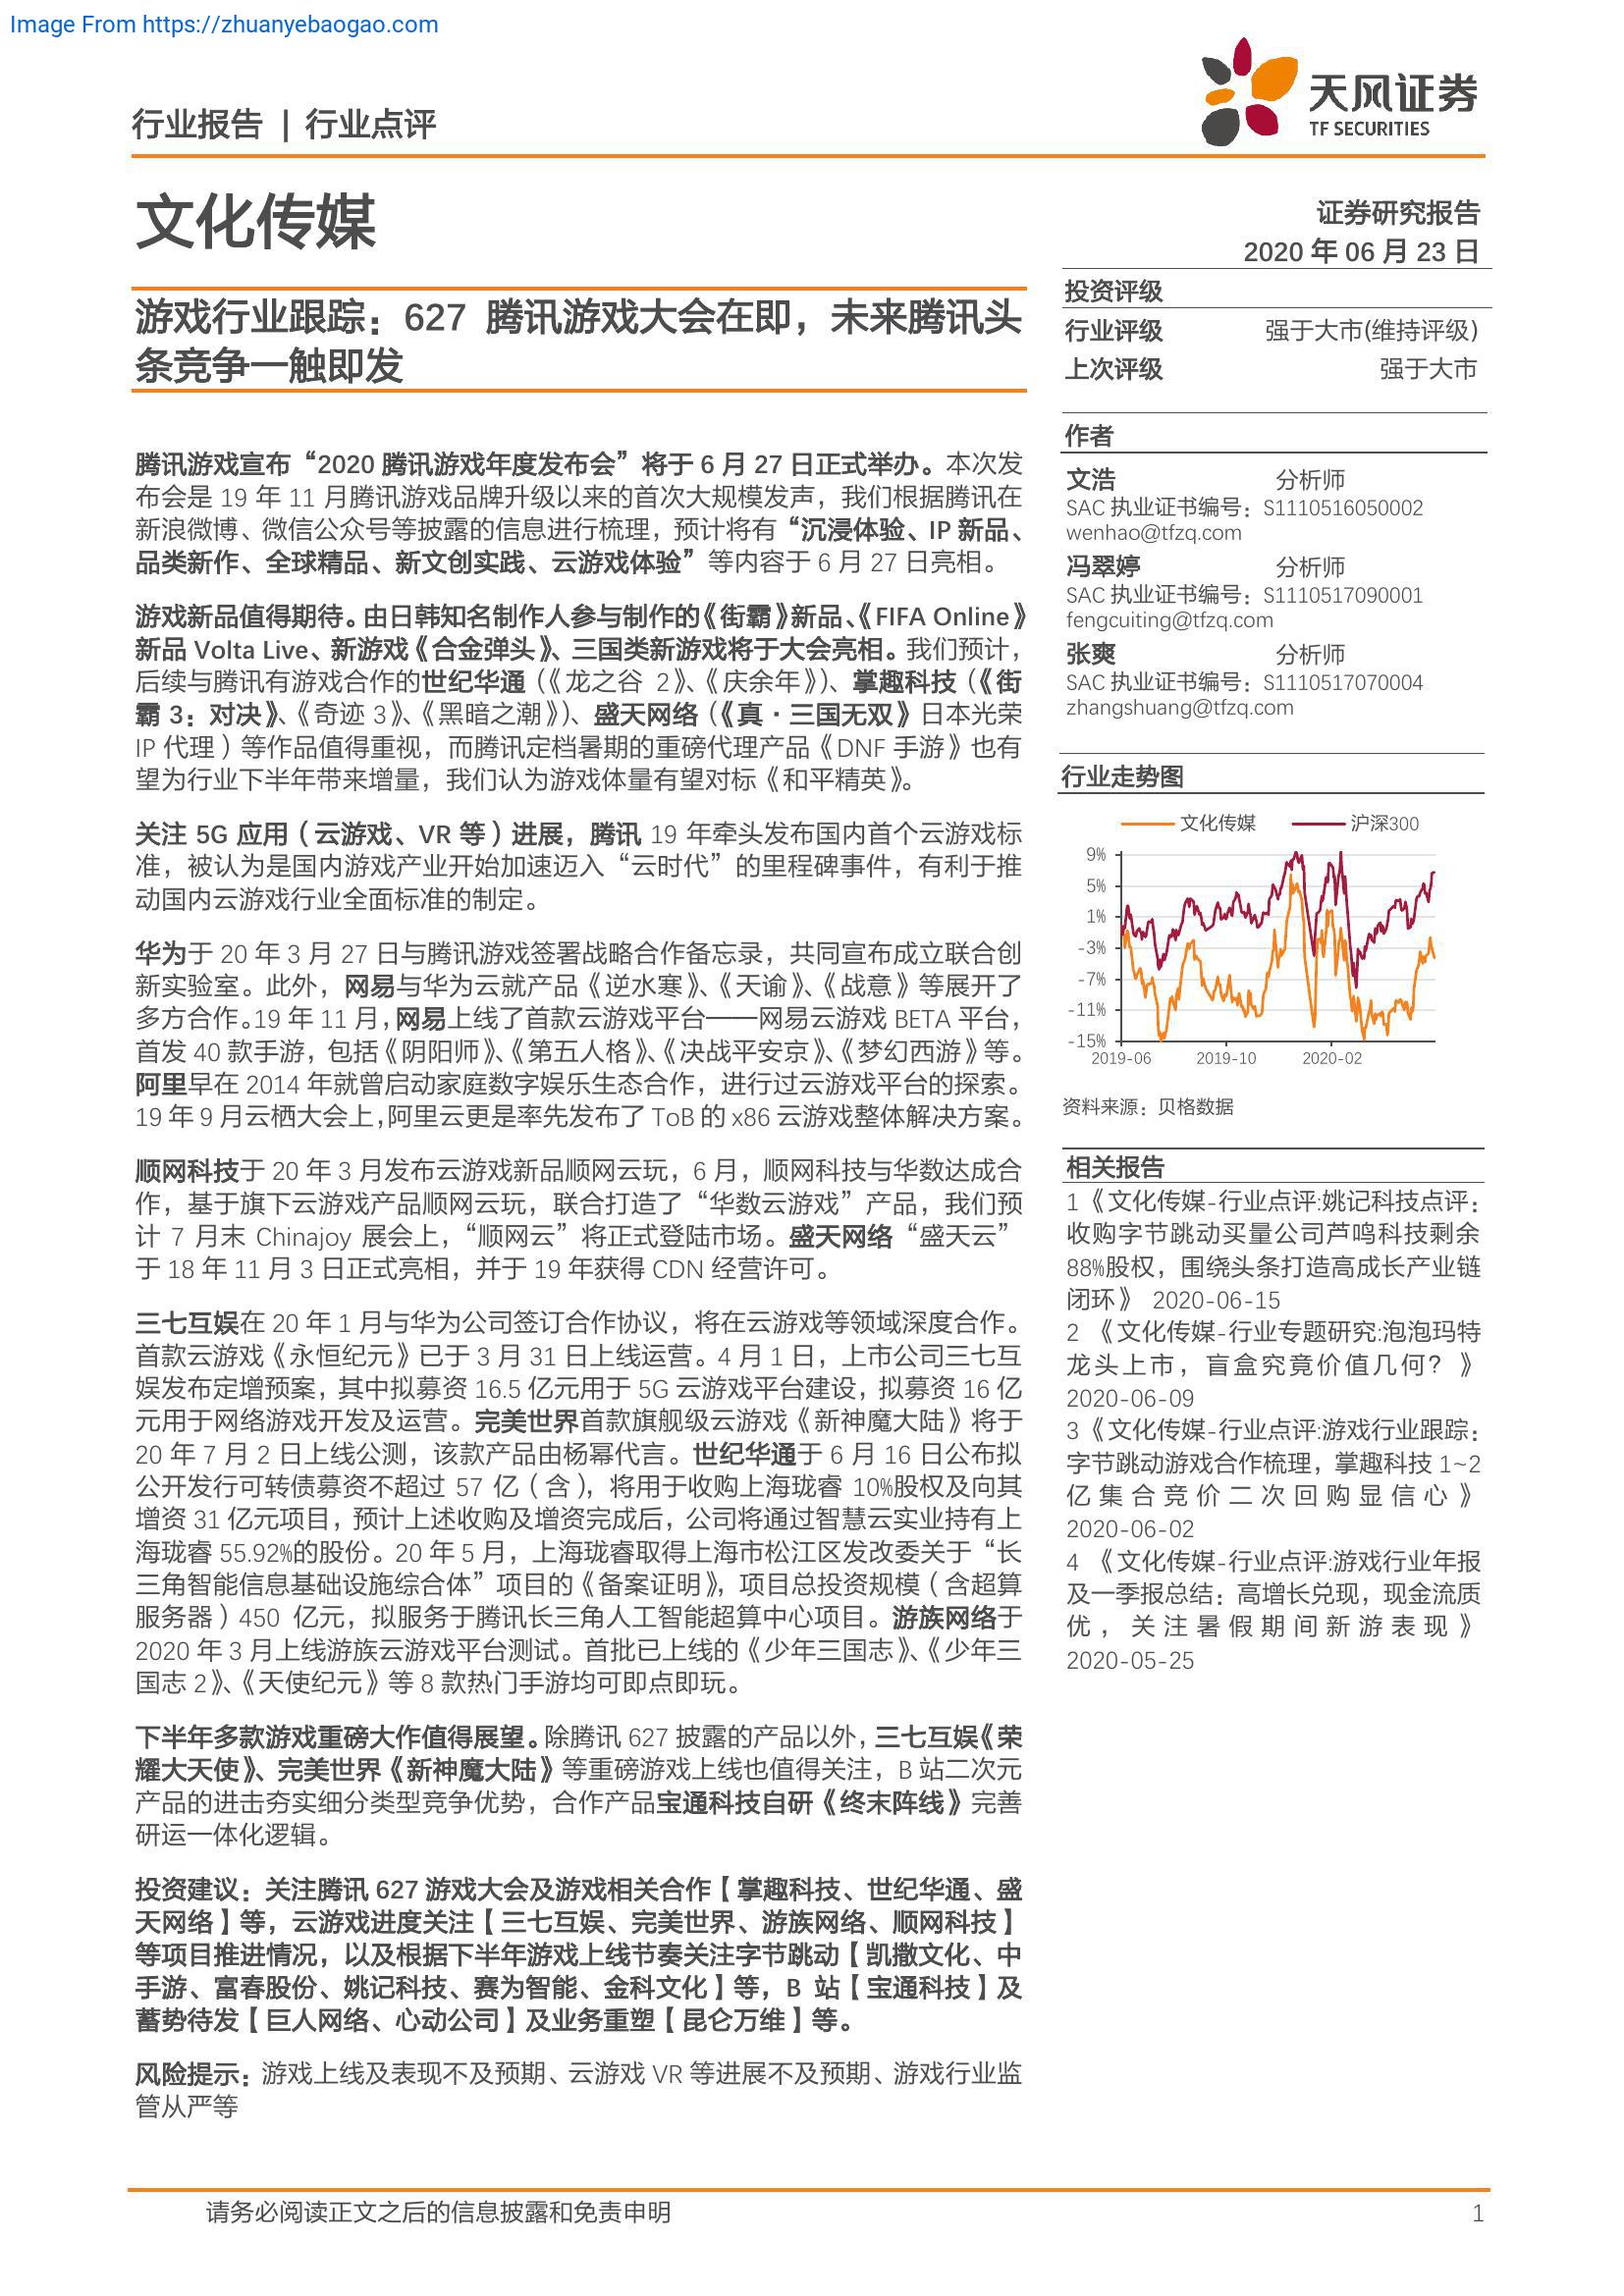 Image From https://zhuanyebaogao.com
天风证券
TF SECURITIES
行业报告 | 行业点评
文化传媒
证券研究报告
2020 年 06 月 23 日
游戏行业跟踪：627 腾讯游戏大会在即，未来腾讯头
条竞争一触即发
腾讯游戏宣布“2020 腾讯游戏年度发布会”将于 6 月 27 日正式举办。本次发
布会是 19 年 11 月腾讯游戏品牌升级以来的首次大规模发声，我们根据腾讯在
新浪微博、微信公众号等披露的信息进行梳理，预计将有“沉浸体验、IP 新品、
品类新作、全球精品、新文创实践、云游戏体验”等内容于 6 月 27 日亮相。
游戏新品值得期待。由日韩知名制作人参与制作的《街霸》新品、《FIFA Online》
新品 Volta Live、新游戏《合金弹头》、三国类新游戏将于大会亮相。我们预计，
后续与腾讯有游戏合作的世纪华通（《龙之谷 2》、《庆余年》）、掌趣科技（《街
霸 3：对决》、《奇迹 3》、《黑暗之潮》）、盛天网络（《真·三国无双》日本光荣
IP 代理）等作品值得重视，而腾讯定档暑期的重磅代理产品《DNF 手游》也有
望为行业下半年带来增量，我们认为游戏体量有望对标《和平精英》。
关注 5G 应用（云游戏、VR 等）进展，腾讯 19 年牵头发布国内首个云游戏标
准，被认为是国内游戏产业开始加速迈入“云时代”的里程碑事件，有利于推
动国内云游戏行业全面标准的制定。
华为于 20 年 3 月 27 日与腾讯游戏签署战略合作备忘录，共同宣布成立联合创
新实验室。此外，网易与华为云就产品《逆水寒》、《天谕》、《战意》等展开了
多方合作。19 年 11 月，网易上线了首款云游戏平台——网易云游戏 BETA 平台，
首发 40 款手游，包括《阴阳师》、《第五人格》、《决战平安京》、《梦幻西游》等。
阿里早在 2014 年就曾启动家庭数字娱乐生态合作，进行过云游戏平台的探索。
19 年 9 月云栖大会上，阿里云更是率先发布了 ToB 的 x86 云游戏整体解决方案。
顺网科技于 20 年 3 月发布云游戏新品顺网云玩，6 月，顺网科技与华数达成合
作，基于旗下云游戏产品顺网云玩，联合打造了“华数云游戏”产品，我们预
计 7 月末 Chinajoy 展会上，“顺网云”将正式登陆市场。盛天网络“盛天云”
于 18 年 11 月 3 日正式亮相，并于 19 年获得 CDN 经营许可。
三七互娱在 20 年 1 月与华为公司签订合作协议，将在云游戏等领域深度合作。
首款云游戏《永恒纪元》已于 3 月 31 日上线运营。4 月 1 日，上市公司三七互
娱发布定增预案，其中拟募资 16.5 亿元用于 5G 云游戏平台建设，拟募资 16 亿
元用于网络游戏开发及运营。完美世界首款旗舰级云游戏《新神魔大陆》将于
20 年 7 月 2 日上线公测，该款产品由杨幂代言。世纪华通于 6 月 16 日公布拟
公开发行可转债募资不超过 57 亿（含），将用于收购上海珑睿 10%股权及向其
增资 31 亿元项目，预计上述收购及增资完成后，公司将通过智慧云实业持有上
海珑睿 55.92%的股份。20 年 5 月，上海珑睿取得上海市松江区发改委关于“长
三角智能信息基础设施综合体”项目的《备案证明》，项目总投资规模（含超算
服务器）450 亿元，拟服务于腾讯长三角人工智能超算中心项目。游族网络于
2020 年 3 月上线游族云游戏平台测试。首批已上线的《少年三国志》、《少年三
国志 2》、《天使纪元》等 8 款热门手游均可即点即玩。
下半年多款游戏重磅大作值得展望。除腾讯 627 披露的产品以外，三七互娱《荣
耀大天使》、完美世界《新神魔大陆》等重磅游戏上线也值得关注，B 站二次元
产品的进击夯实细分类型竞争优势，合作产品宝通科技自研《终末阵线》完善
研运一体化逻辑。
投资建议：关注腾讯 627 游戏大会及游戏相关合作【掌趣科技、世纪华通、盛
天网络】等，云游戏进度关注【三七互娱、完美世界、游族网络、顺网科技】
等项目推进情况，以及根据下半年游戏上线节奏关注字节跳动【凯撒文化、中
手游、富春股份、姚记科技、赛为智能、金科文化】等，B 站【宝通科技】及
蓄势待发【巨人网络、心动公司】及业务重塑【昆仑万维】等。
风险提示：游戏上线及表现不及预期、云游戏 VR 等进展不及预期、游戏行业监
管从严等
投资评级
行业评级 强于大市(维持评级)
上次评级 强于大市
作者
文浩 分析师
SAC 执业证书编号：S1110516050002
wenhao@tfzq.com
冯翠婷 分析师
SAC 执业证书编号：S1110517090001
fengcuiting@tfzq.com
张爽 分析师
SAC 执业证书编号：S1110517070004
zhangshuang@tfzq.com
行业走势图
文化传媒 沪深300
9%
5%
1%
-3%
-7%
-11%
-15%
2019-06 2019-10 2020-02
资料来源：贝格数据
相关报告
1 《文化传媒-行业点评:姚记科技点评：
收购字节跳动买量公司芦鸣科技剩余
88%股权，围绕头条打造高成长产业链
闭环》 2020-06-15
2 《文化传媒-行业专题研究:泡泡玛特
龙头上市，盲盒究竟价值几何？》
2020-06-09
3 《文化传媒-行业点评:游戏行业跟踪：
字节跳动游戏合作梳理，掌趣科技 1~2
亿集合竞价二次回购显信心》
2020-06-02
4 《文化传媒-行业点评:游戏行业年报
及一季报总结：高增长兑现，现金流质
优，关注暑假期间新游表现》
2020-05-25
请务必阅读正文之后的信息披露和免责申明 1